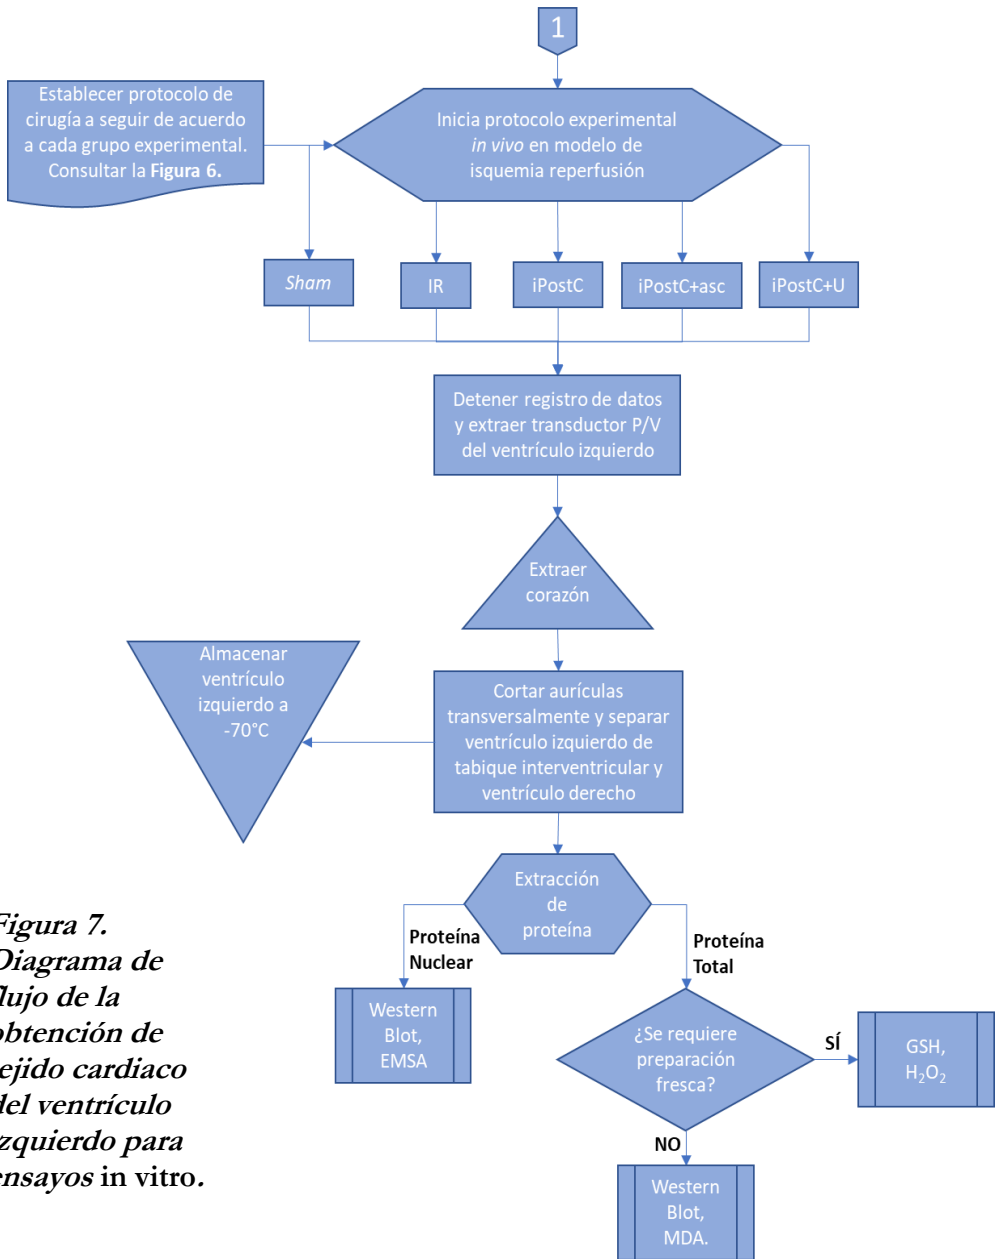 1
Establecer protocolo de
cirugía a seguir de acuerdo
a cada grupo experimental.
Consultar la Figura 6.
Inicia protocolo experimental
in vivo en modelo de
isquemia reperfusión
Sham
IR
iPostC
iPostC+asc
iPostC+U
Detener registro de datos
y extraer transductor P/V
del ventrículo izquierdo
Extraer
corazón
Almacenar
ventrículo
izquierdo a
-70°C
Cortar aurículas
transversalmente y separar
ventrículo izquierdo de
tabique interventricular y
ventrículo derecho
Extracción
de
proteína
Proteína
Nuclear
Proteína
Total
Western
Blot,
EMSA
¿Se requiere
preparación
fresca?
SÍ
GSH,
H₂O₂
NO
Western
Blot,
MDA.
Figura 7.
Diagrama de
flujo de la
obtención de
tejido cardiaco
del ventrículo
izquierdo para
ensayos in vitro.